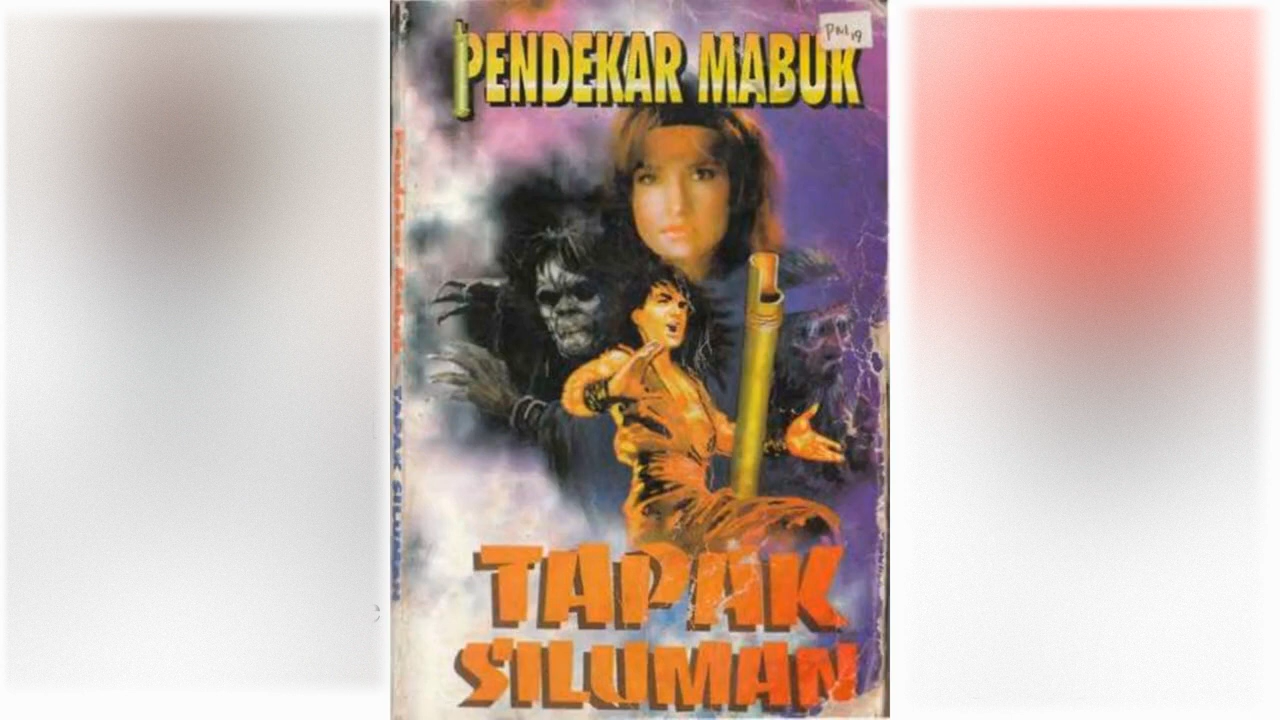 PM 19
PENDEKAR MABUK
Pendekar Mabuk TAPAK SILUMAN
TAPAK
SILUMAN